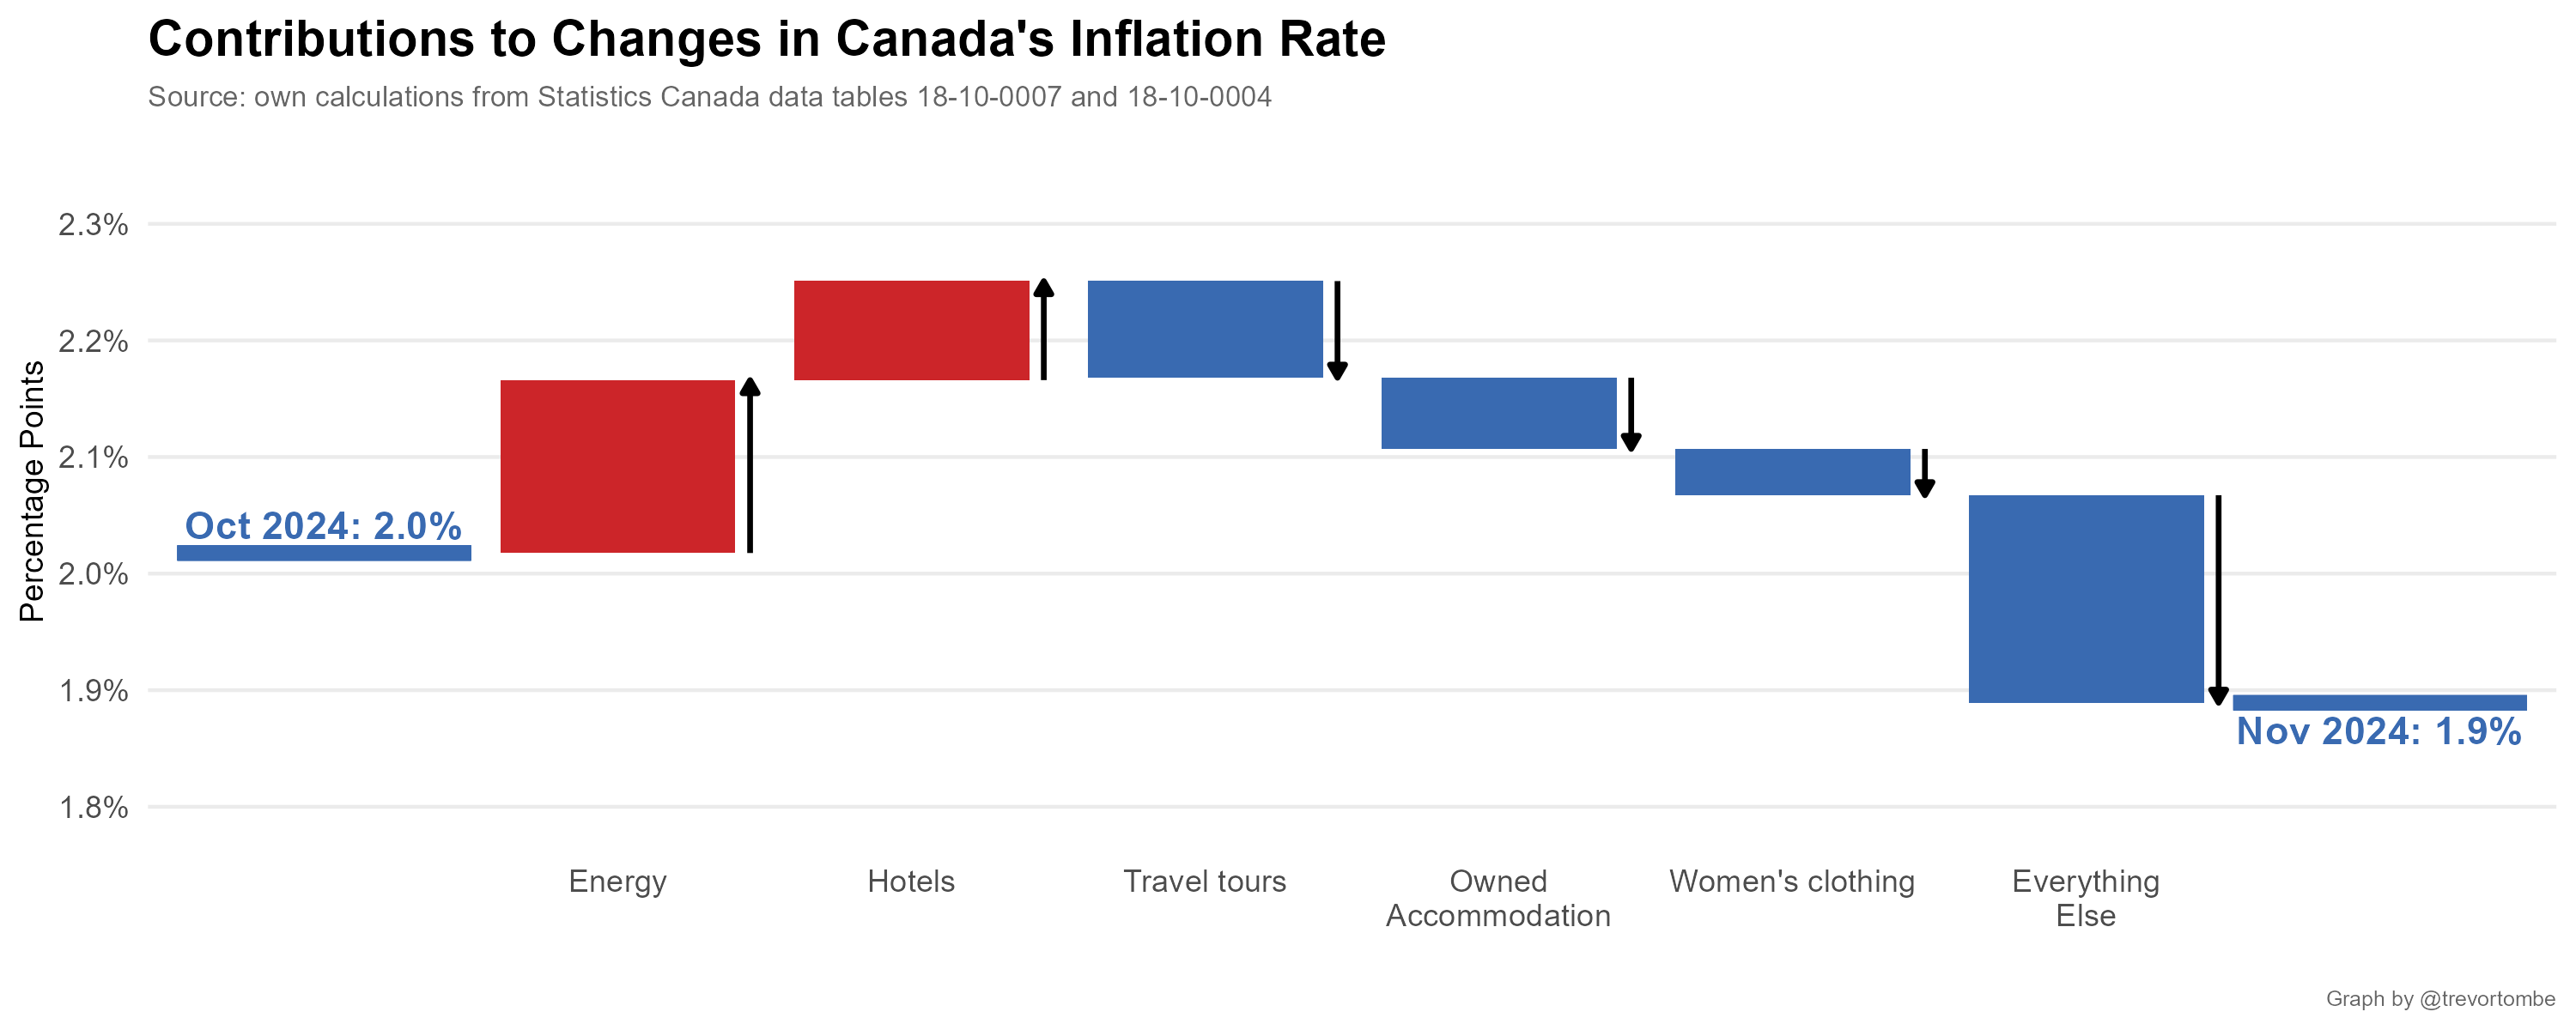 Contributions to Changes in Canada's Inflation Rate
Source: own calculations from Statistics Canada data tables 18-10-0007 and 18-10-0004
Percentage Points
2.3%
2.2%
2.1%
2.0%
1.9%
1.8%
Oct 2024: 2.0%
Nov 2024: 1.9%
Energy
Hotels
Travel tours
Owned
Accommodation
Women's clothing
Everything
Else
Graph by @trevortombe